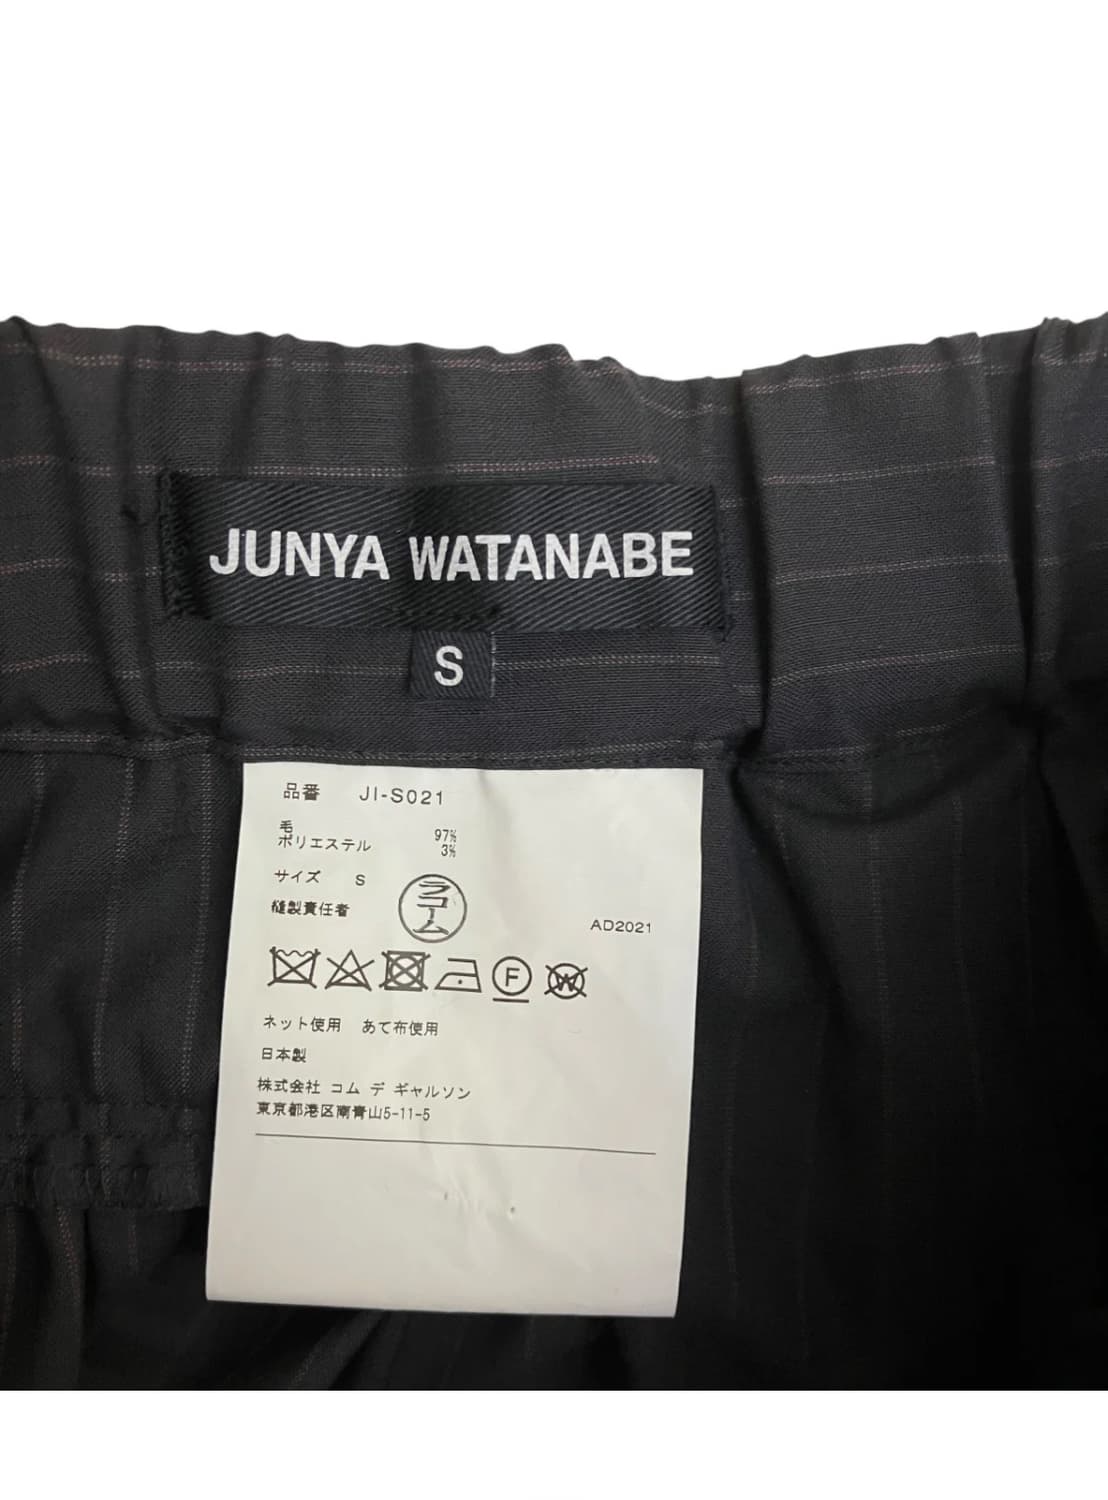 JUNYA WATANABE
S
品番 JI-S021
毛 97%
ポリエステル 3%
サイズ S
縫製責任者 ラコーム AD2021
F W
ネット使用 あて布使用
日本製
株式会社 コム デ ギャルソン
東京都港区南青山5-11-5